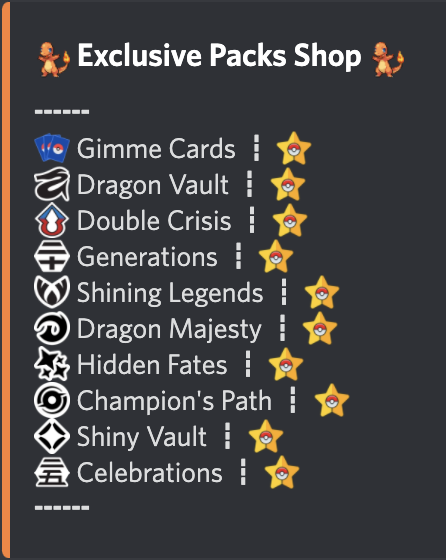 Exclusive Packs Shop
------
Gimme Cards ┋
Dragon Vault ┋
Double Crisis ┋
Generations ┋
Shining Legends ┋
Dragon Majesty ┋
Hidden Fates ┋
Champion's Path ┋
Shiny Vault ┋
Celebrations ┋
------